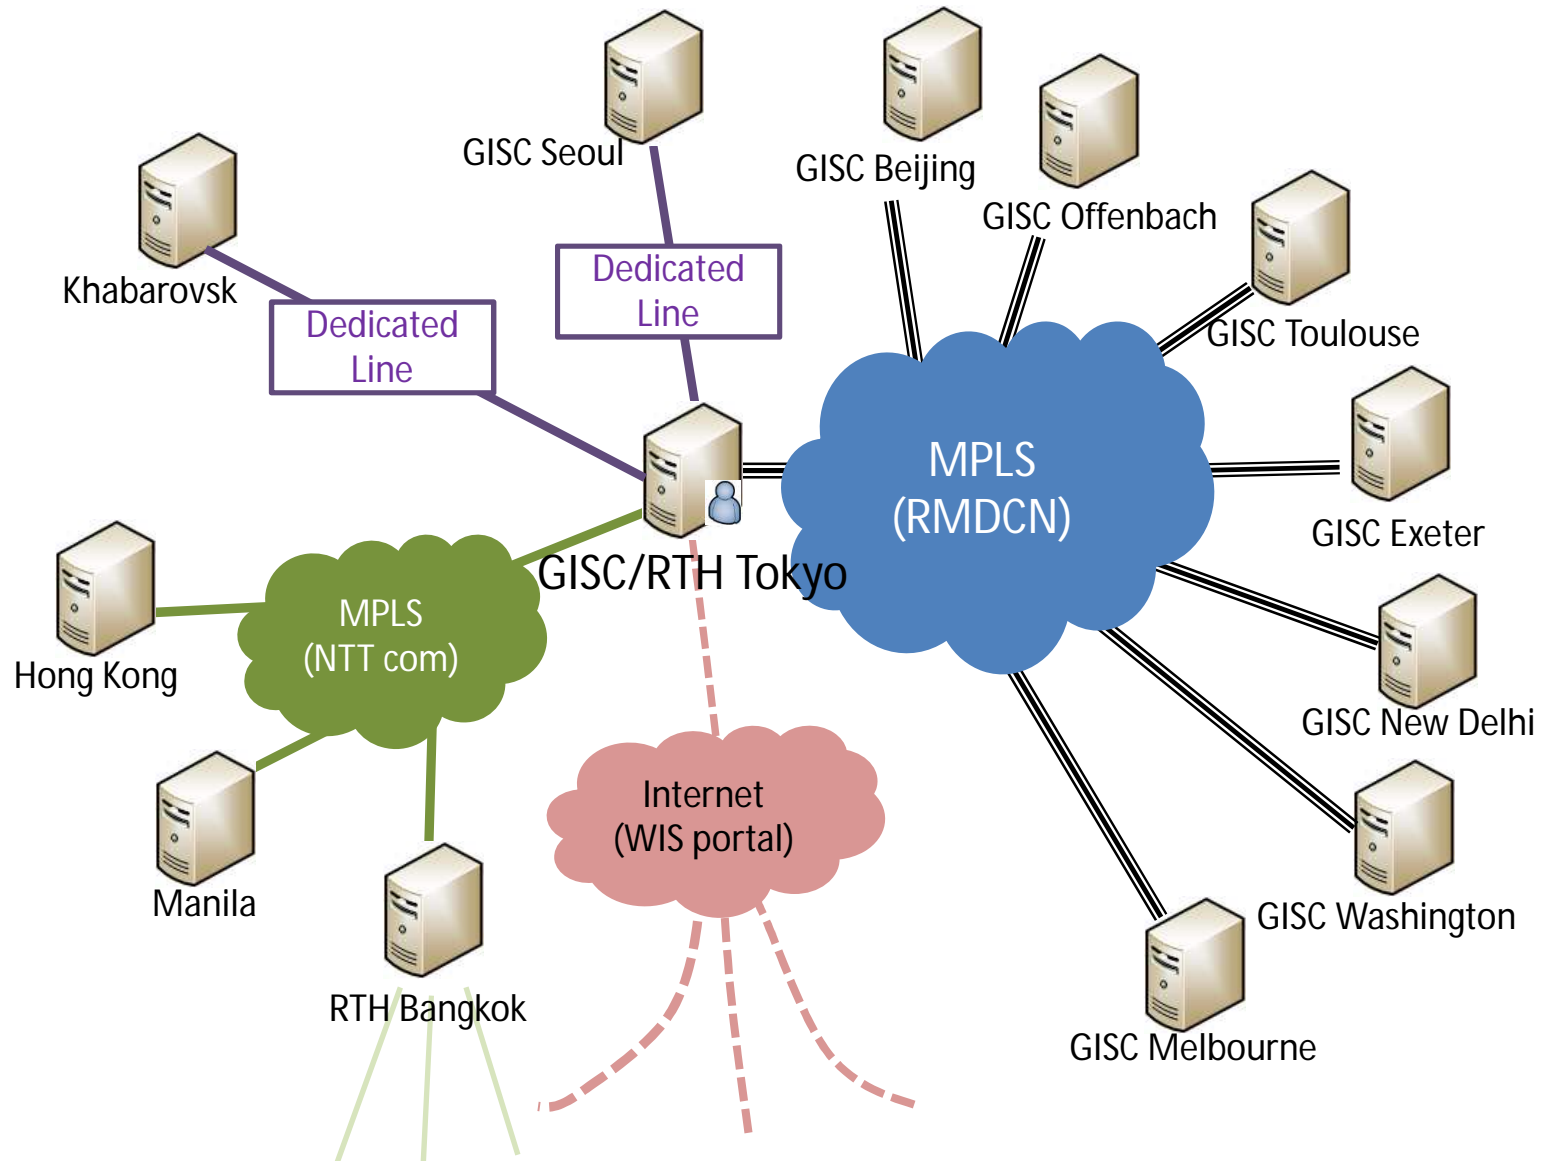 GISC Seoul
GISC Beijing
GISC Offenbach
Khabarovsk
Dedicated
Line
Dedicated
Line
GISC Toulouse
MPLS
(RMDCN)
GISC Exeter
GISC/RTH Tokyo
MPLS
(NTT com)
Hong Kong
GISC New Delhi
Internet
(WIS portal)
Manila
GISC Washington
RTH Bangkok
GISC Melbourne